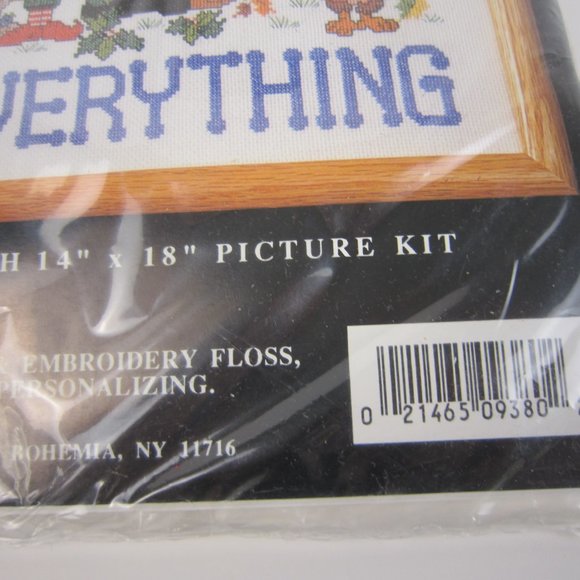 VERYTHING
H 14" x 18" PICTURE KIT
& EMBROIDERY FLOSS,
PERSONALIZING.
BOHEMIA, NY 11716
0 21465 09380